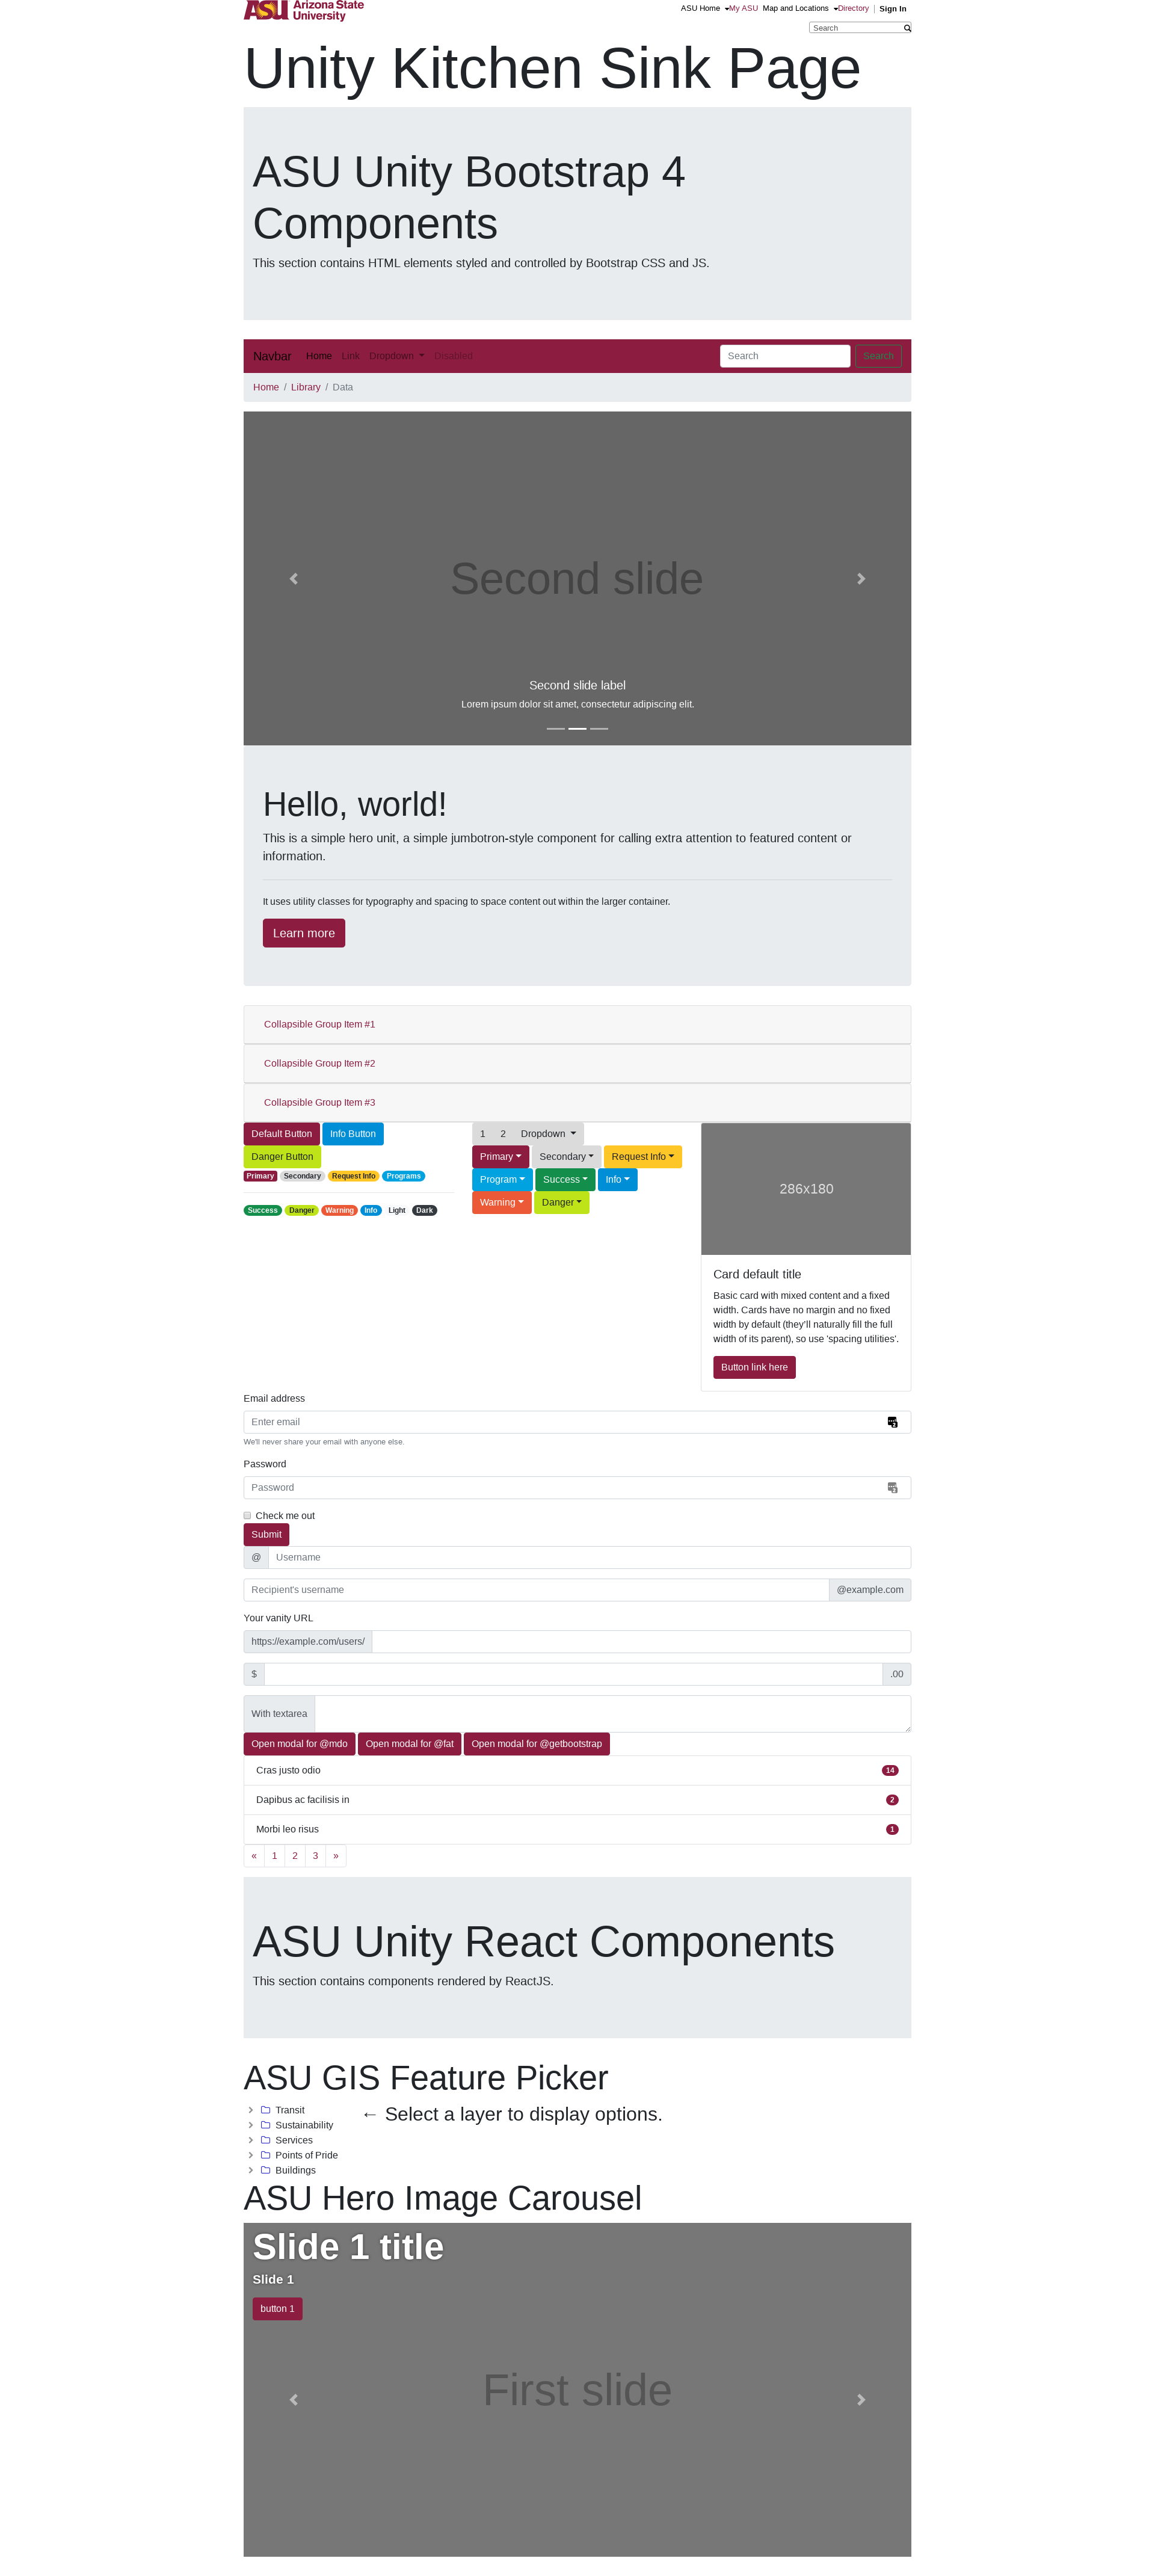 ASU Arizona State University
ASU Home My ASU Map and Locations Directory | Sign In
Search
Unity Kitchen Sink Page
ASU Unity Bootstrap 4
Components
This section contains HTML elements styled and controlled by Bootstrap CSS and JS.
Navbar Home Link Dropdown Disabled Search Search
Home / Library / Data
Second slide
Second slide label
Lorem ipsum dolor sit amet, consectetur adipiscing elit.
Hello, world!
This is a simple hero unit, a simple jumbotron-style component for calling extra attention to featured content or
information.
It uses utility classes for typography and spacing to space content out within the larger container.
Learn more
Collapsible Group Item #1
Collapsible Group Item #2
Collapsible Group Item #3
Default Button Info Button
Danger Button
Primary Secondary Request Info Programs
Success Danger Warning Info Light Dark
1 2 Dropdown
Primary Secondary Request Info
Program Success Info
Warning Danger
286x180
Card default title
Basic card with mixed content and a fixed
width. Cards have no margin and no fixed
width by default (they'll naturally fill the full
width of its parent), so use 'spacing utilities'.
Button link here
Email address
Enter email
We'll never share your email with anyone else.
Password
Password
Check me out
Submit
@ Username
Recipient's username @example.com
Your vanity URL
https://example.com/users/
$ .00
With textarea
Open modal for @mdo Open modal for @fat Open modal for @getbootstrap
Cras justo odio 14
Dapibus ac facilisis in 2
Morbi leo risus 1
« 1 2 3 »
ASU Unity React Components
This section contains components rendered by ReactJS.
ASU GIS Feature Picker
Transit
Sustainability
Services
Points of Pride
Buildings
← Select a layer to display options.
ASU Hero Image Carousel
Slide 1 title
Slide 1
button 1
First slide